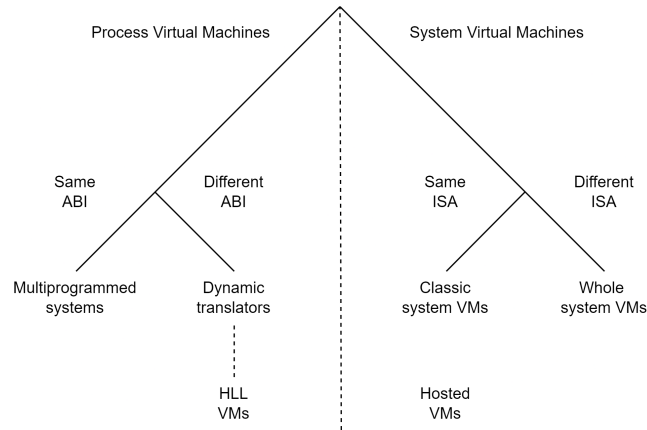 Process Virtual Machines
System Virtual Machines
Same
ABI
Different
ABI
Same
ISA
Different
ISA
Multiprogrammed
systems
Dynamic
translators
Classic
system VMs
Whole
system VMs
HLL
VMs
Hosted
VMs